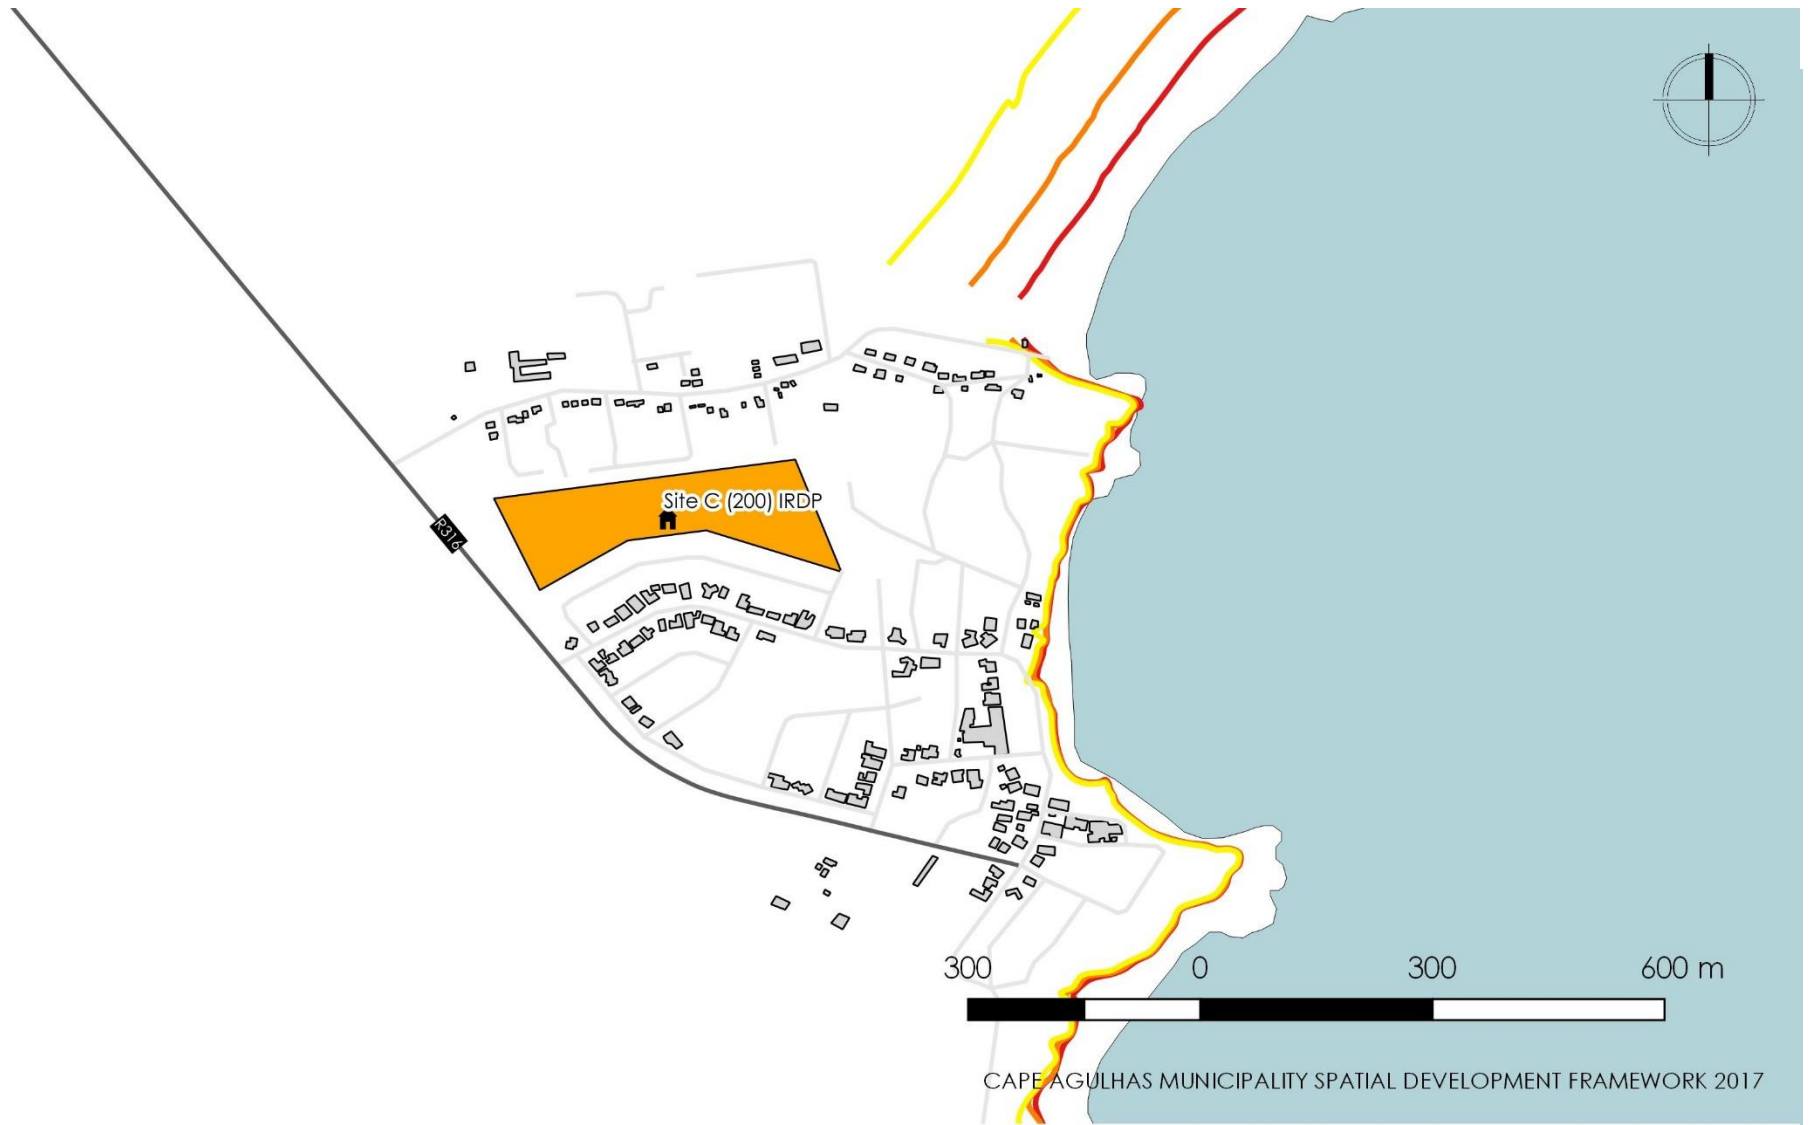 Site C (200) IRDP
R316
300 0 300 600 m
CAPE AGULHAS MUNICIPALITY SPATIAL DEVELOPMENT FRAMEWORK 2017